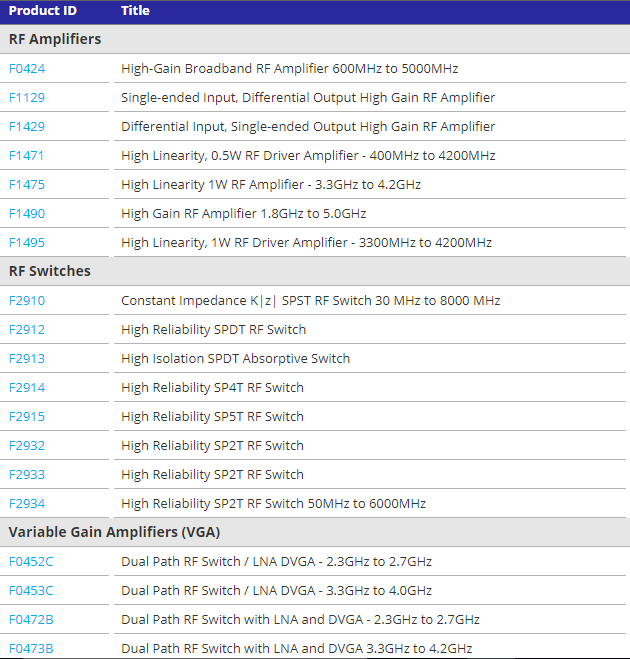 Product ID Title
RF Amplifiers
F0424 High-Gain Broadband RF Amplifier 600MHz to 5000MHz
F1129 Single-ended Input, Differential Output High Gain RF Amplifier
F1429 Differential Input, Single-ended Output High Gain RF Amplifier
F1471 High Linearity, 0.5W RF Driver Amplifier - 400MHz to 4200MHz
F1475 High Linearity 1W RF Amplifier - 3.3GHz to 4.2GHz
F1490 High Gain RF Amplifier 1.8GHz to 5.0GHz
F1495 High Linearity, 1W RF Driver Amplifier - 3300MHz to 4200MHz
RF Switches
F2910 Constant Impedance K|z| SPST RF Switch 30 MHz to 8000 MHz
F2912 High Reliability SPDT RF Switch
F2913 High Isolation SPDT Absorptive Switch
F2914 High Reliability SP4T RF Switch
F2915 High Reliability SP5T RF Switch
F2932 High Reliability SP2T RF Switch
F2933 High Reliability SP2T RF Switch
F2934 High Reliability SP2T RF Switch 50MHz to 6000MHz
Variable Gain Amplifiers (VGA)
F0452C Dual Path RF Switch / LNA DVGA - 2.3GHz to 2.7GHz
F0453C Dual Path RF Switch / LNA DVGA - 3.3GHz to 4.0GHz
F0472B Dual Path RF Switch with LNA and DVGA - 2.3GHz to 2.7GHz
F0473B Dual Path RF Switch with LNA and DVGA 3.3GHz to 4.2GHz